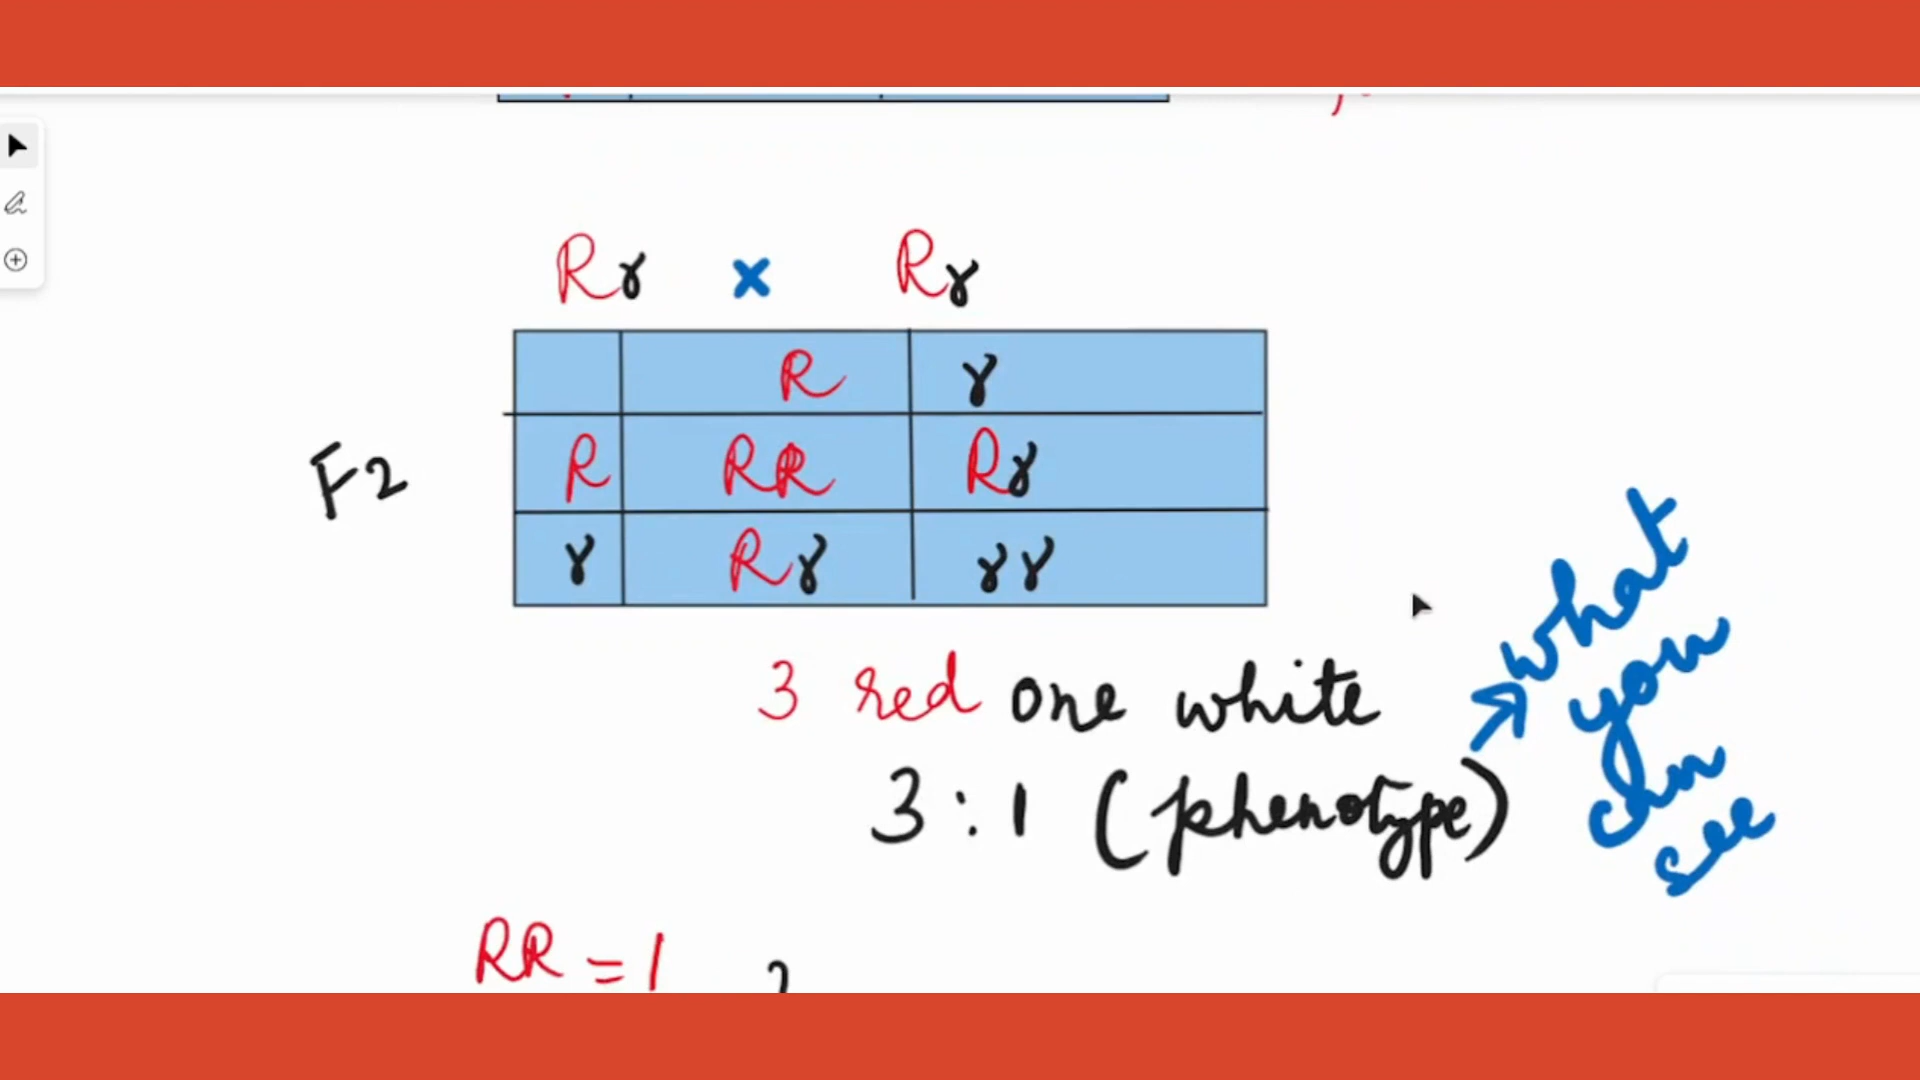 Rr x Rr
R r
F2 R RR Rr
r Rr rr
3 red one white
3 : 1 (phenotype)
what
you
can
see
RR = 1